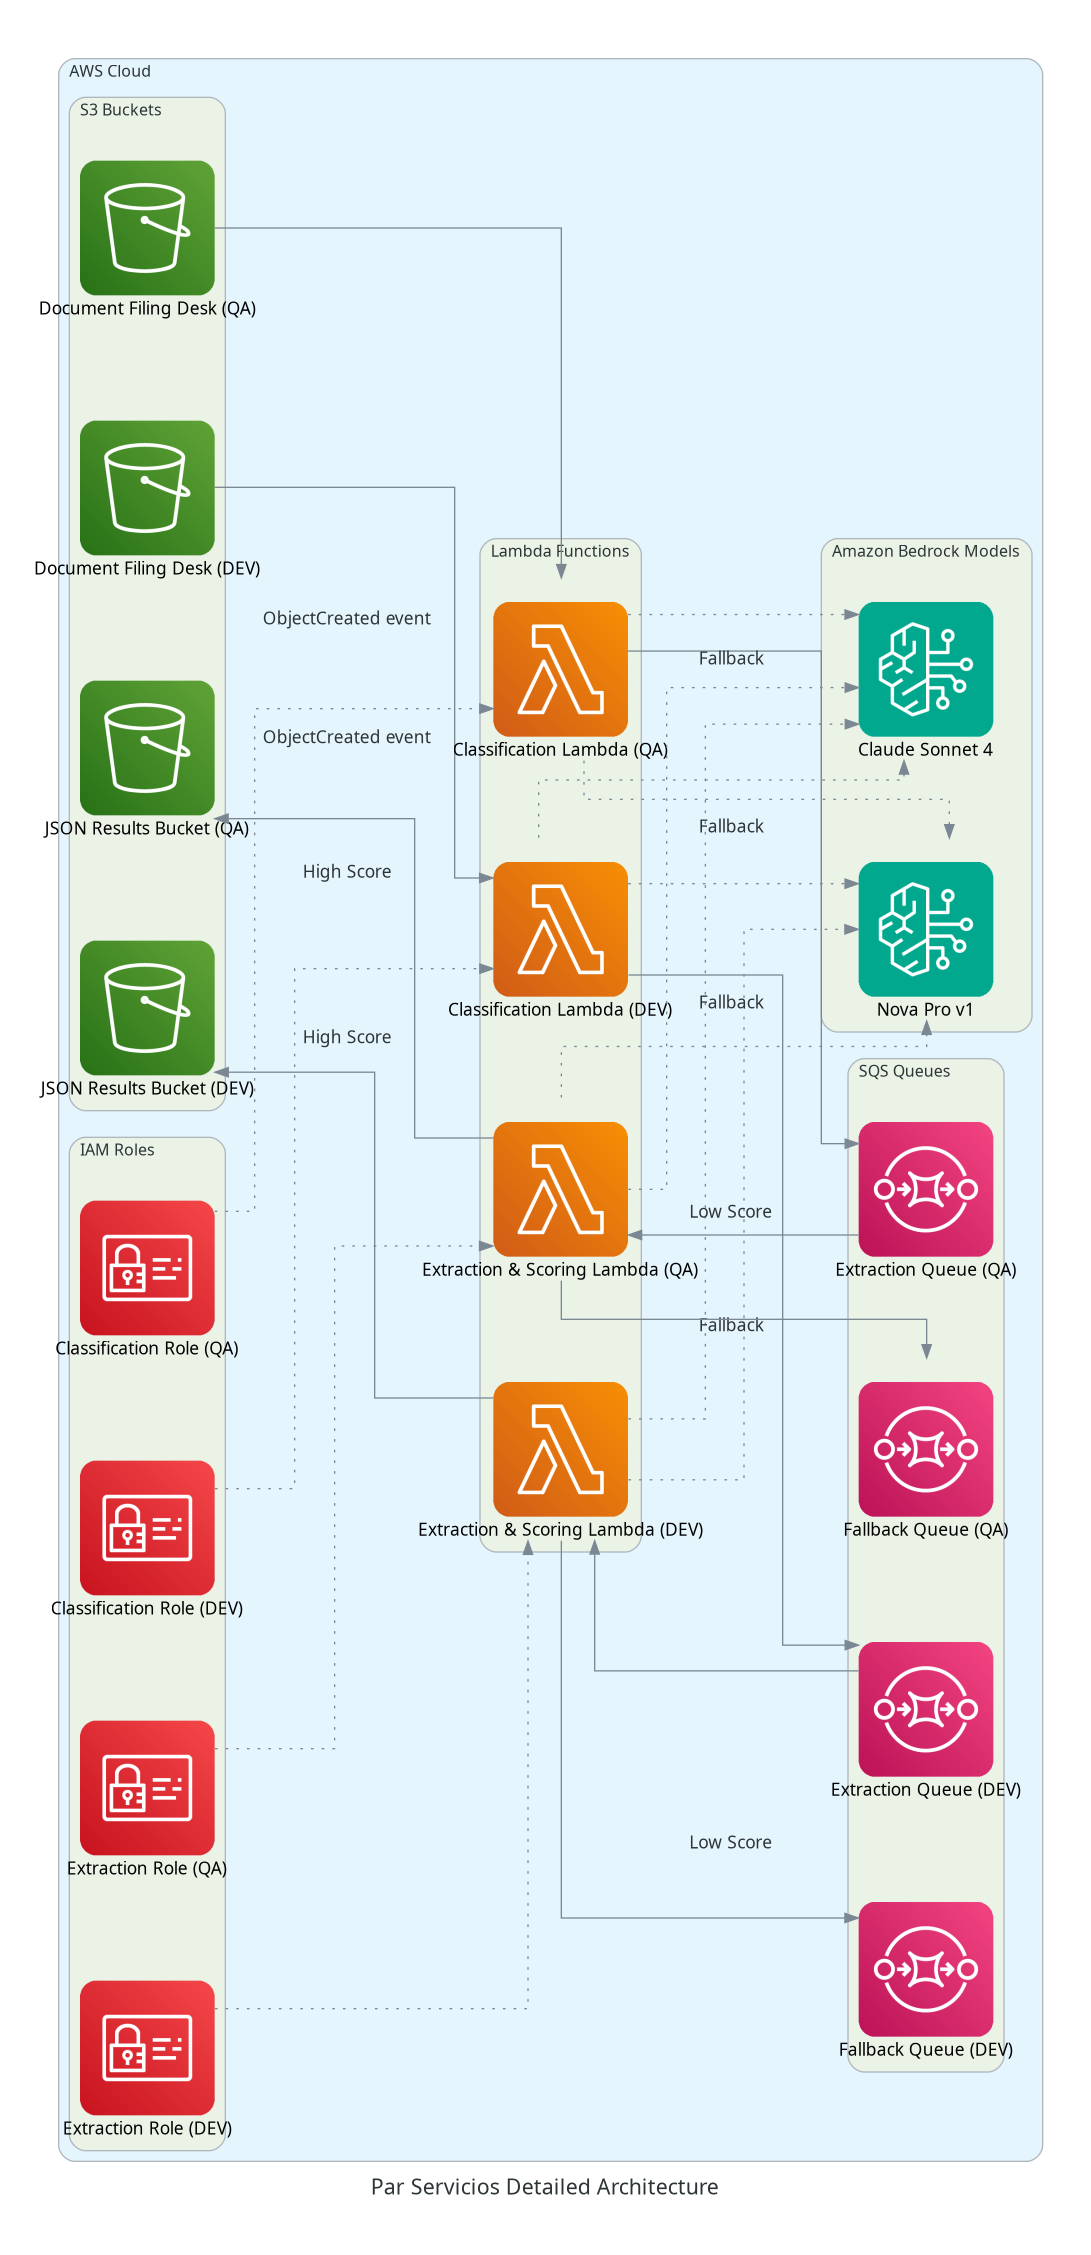 AWS Cloud
S3 Buckets
Document Filing Desk (QA)
Document Filing Desk (DEV)
JSON Results Bucket (QA)
JSON Results Bucket (DEV)
IAM Roles
Classification Role (QA)
Classification Role (DEV)
Extraction Role (QA)
Extraction Role (DEV)
ObjectCreated event
ObjectCreated event
High Score
High Score
Lambda Functions
Classification Lambda (QA)
Classification Lambda (DEV)
Extraction & Scoring Lambda (QA)
Extraction & Scoring Lambda (DEV)
Fallback
Fallback
Fallback
Low Score
Fallback
Low Score
Amazon Bedrock Models
Claude Sonnet 4
Nova Pro v1
SQS Queues
Extraction Queue (QA)
Fallback Queue (QA)
Extraction Queue (DEV)
Fallback Queue (DEV)
Par Servicios Detailed Architecture